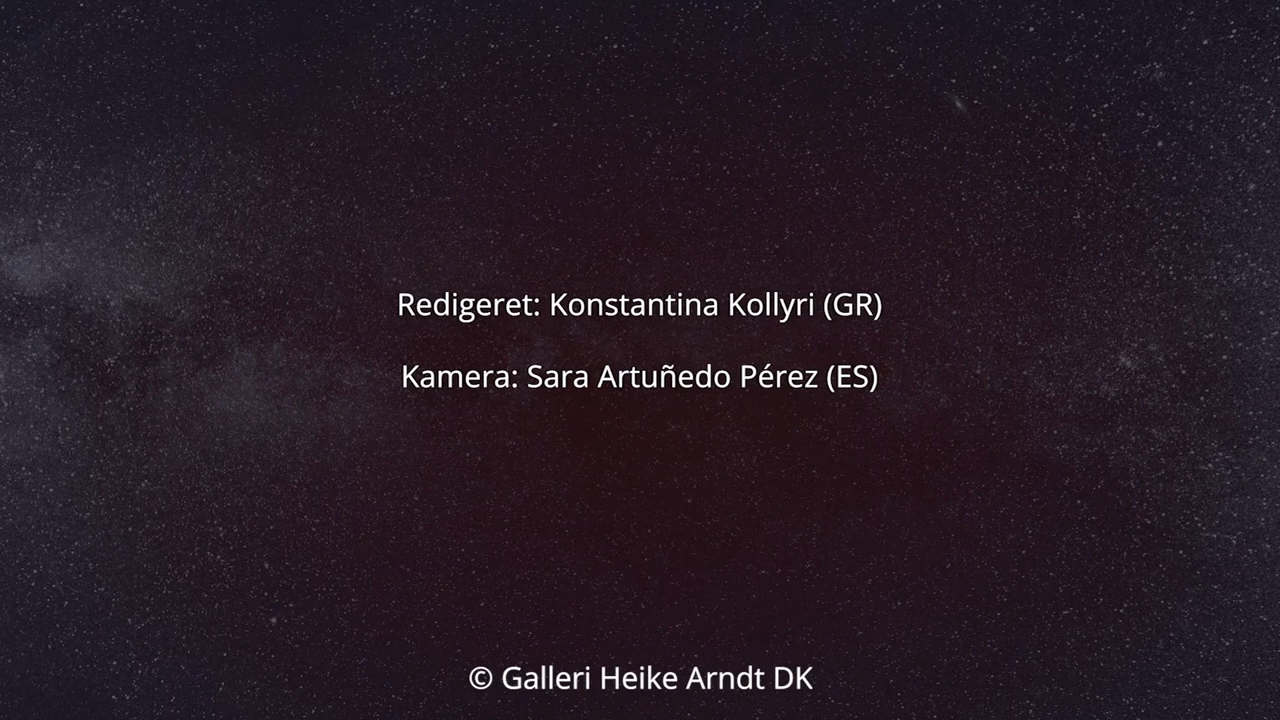 Redigeret: Konstantina Kollyri (GR)
Kamera: Sara Artuñedo Pérez (ES)
© Galleri Heike Arndt DK